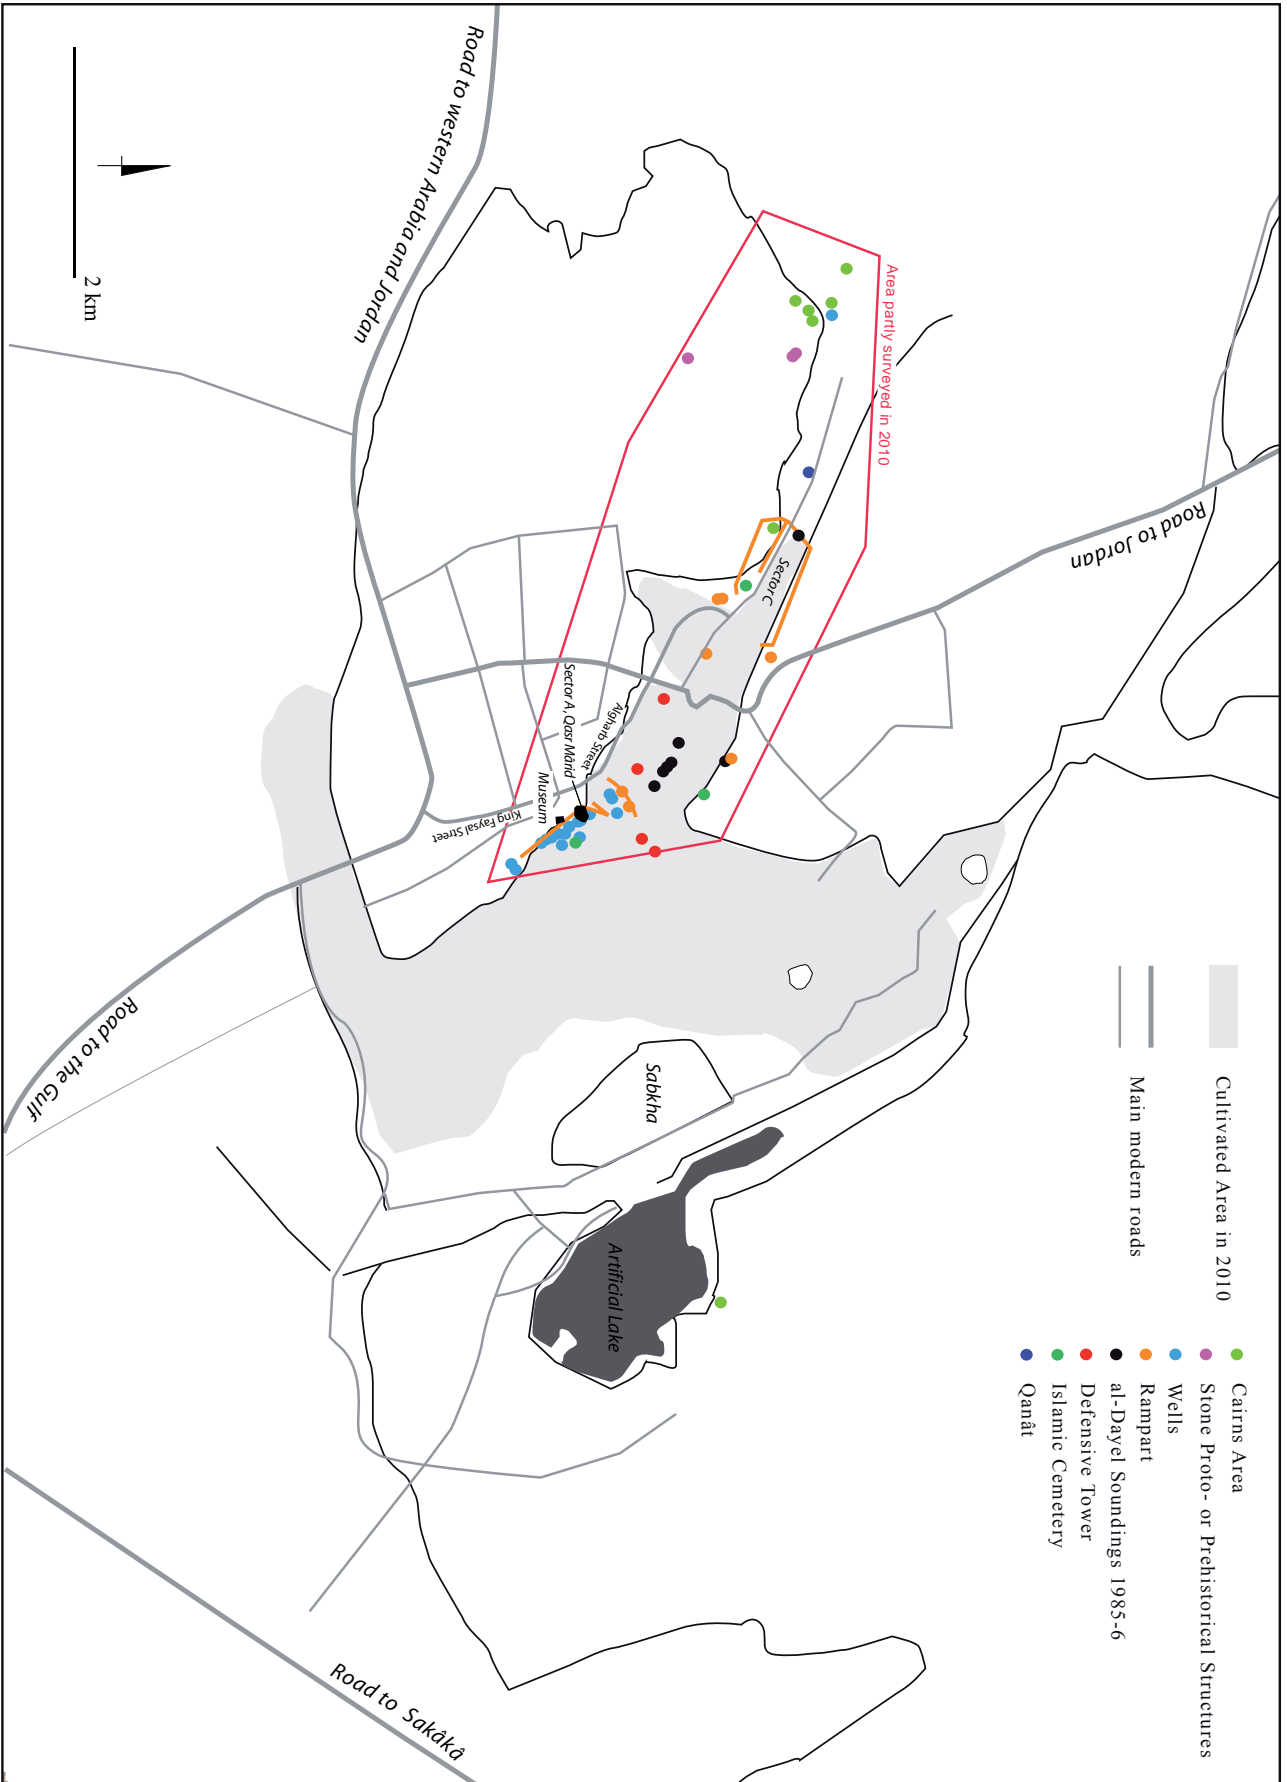 Road to Jordan
Area partly surveyed in 2010
Sector C
Algharb Street
Sector A, Qasr Mârid
Museum
King Faysal Street
Road to western Arabia and Jordan
2 km
Road to the Gulf
Sabkha
Artificial Lake
Road to Sakâkâ
Cultivated Area in 2010
Main modern roads
Cairns Area
Stone Proto- or Prehistorical Structures
Wells
Rampart
al-Dayel Soundings 1985-6
Defensive Tower
Islamic Cemetery
Qanât